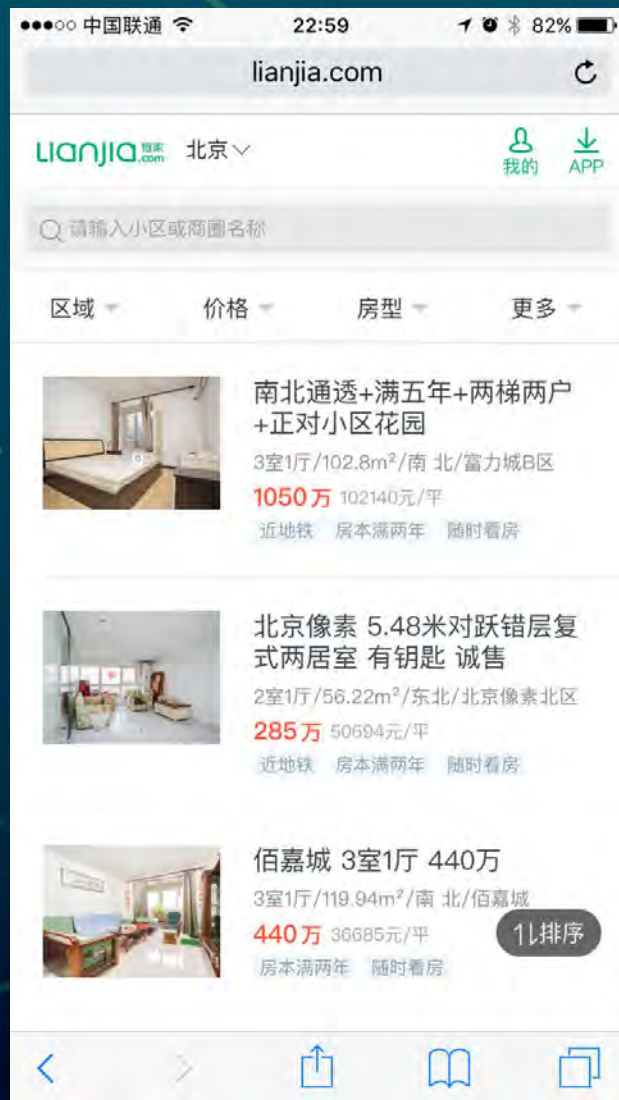 中国联通 22:59 82%
lianjia.com
LIANJIA.com 链家 北京 我的 APP
请输入小区或商圈名称
区域 价格 房型 更多
南北通透+满五年+两梯两户
+正对小区花园
3室1厅/102.8m²/南 北/富力城B区
1050万 102140元/平
近地铁 房本满两年 随时看房
北京像素 5.48米对跃错层复
式两居室 有钥匙 诚售
2室1厅/56.22m²/东北/北京像素北区
285万 50694元/平
近地铁 房本满两年 随时看房
佰嘉城 3室1厅 440万
3室1厅/119.94m²/南 北/佰嘉城
440万 36685元/平
排序
房本满两年 随时看房